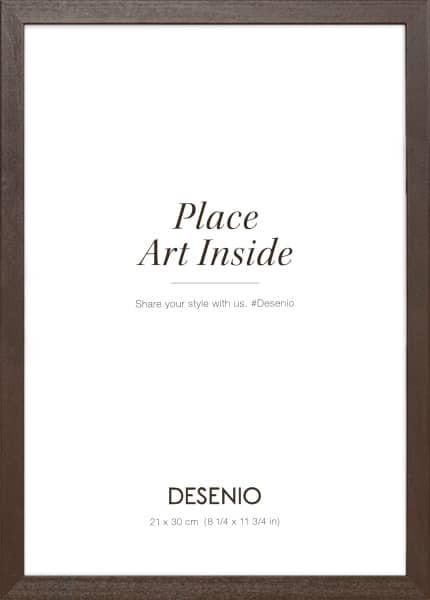 Place
Art Inside
Share your style with us. #Desenio
DESENIO
21 x 30 cm (8 1/4 x 11 3/4 in)